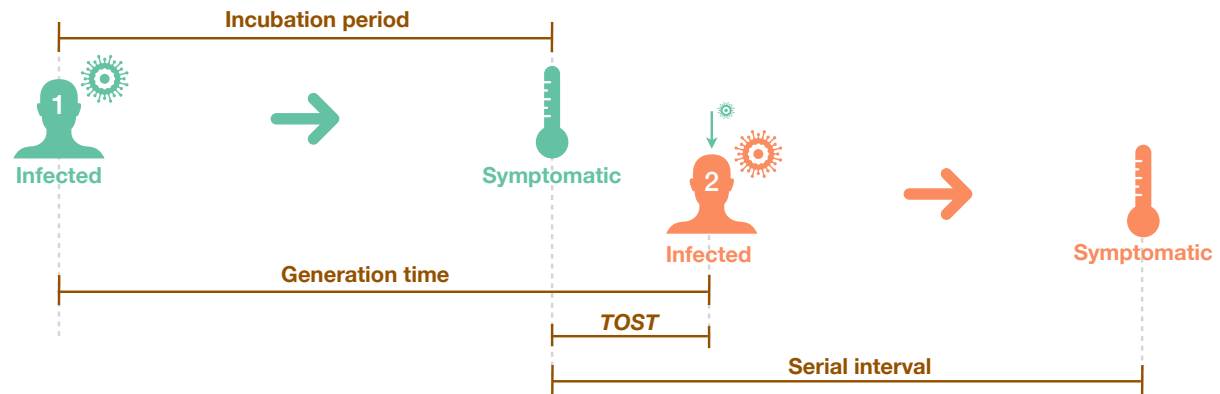 Incubation period
1
Infected
Symptomatic
2
Infected
Symptomatic
Generation time
TOST
Serial interval